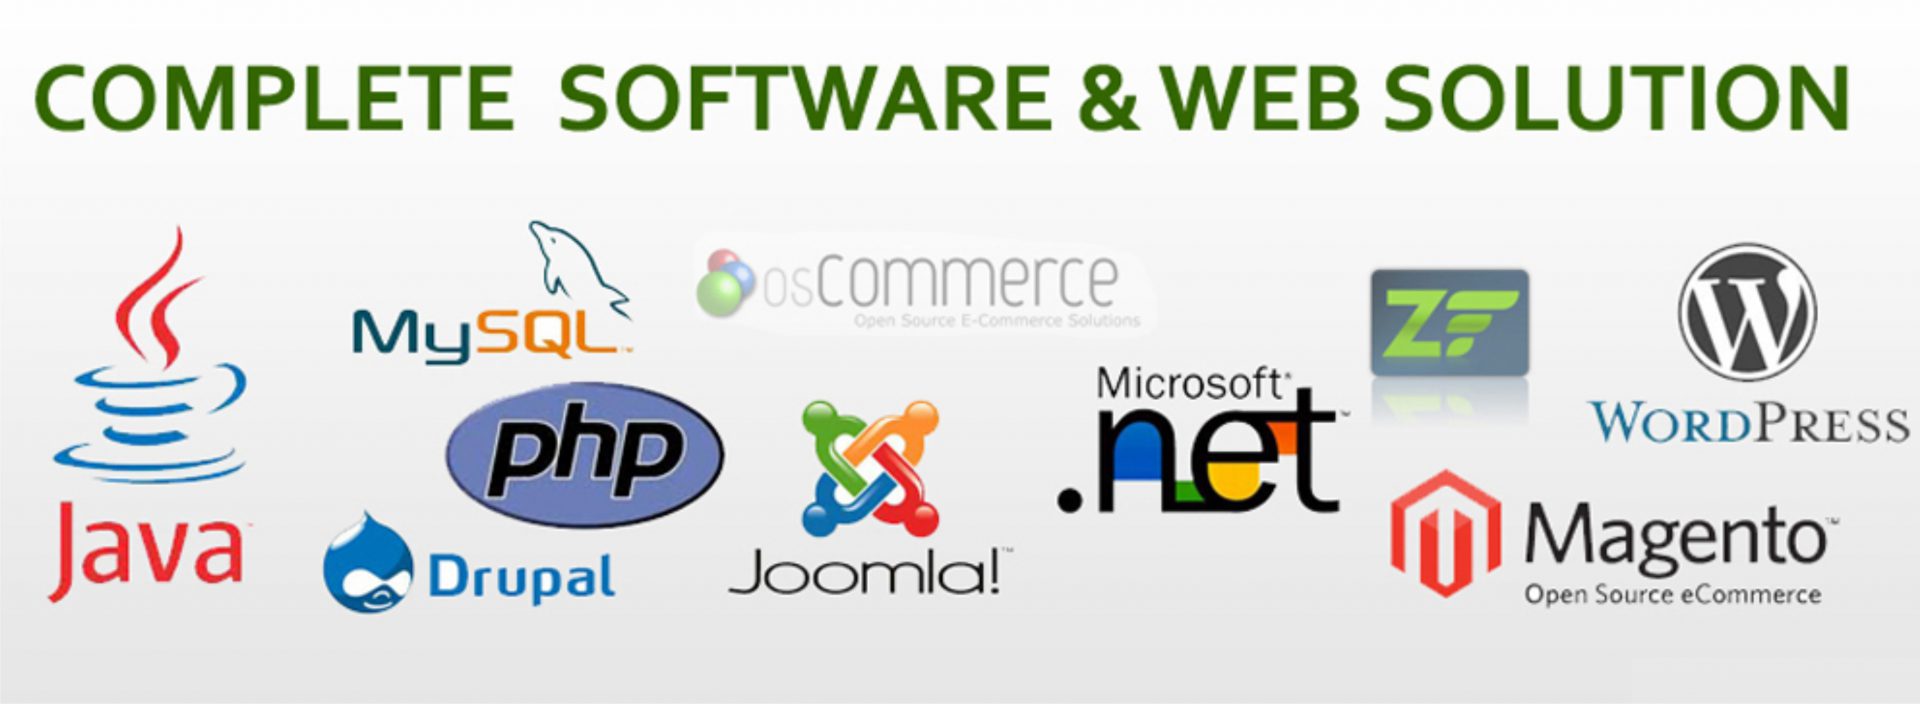 COMPLETE SOFTWARE & WEB SOLUTION
Java
MySQL
php
Drupal
osCommerce
Open Source E-Commerce Solutions
Joomla!
Microsoft
.net
ZF
WORDPRESS
Magento
Open Source eCommerce